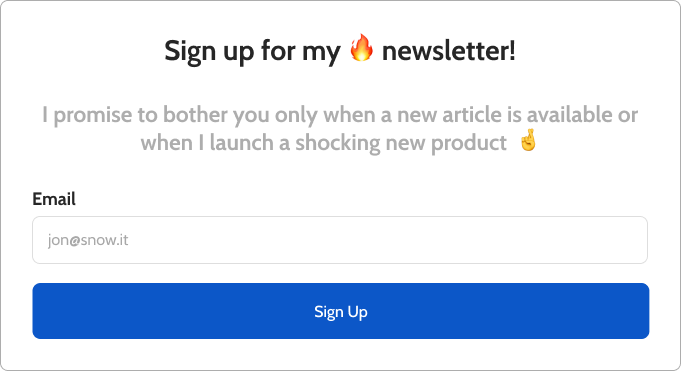 Sign up for my 🔥 newsletter!
I promise to bother you only when a new article is available or
when I launch a shocking new product 🤞
Email
jon@snow.it
Sign Up